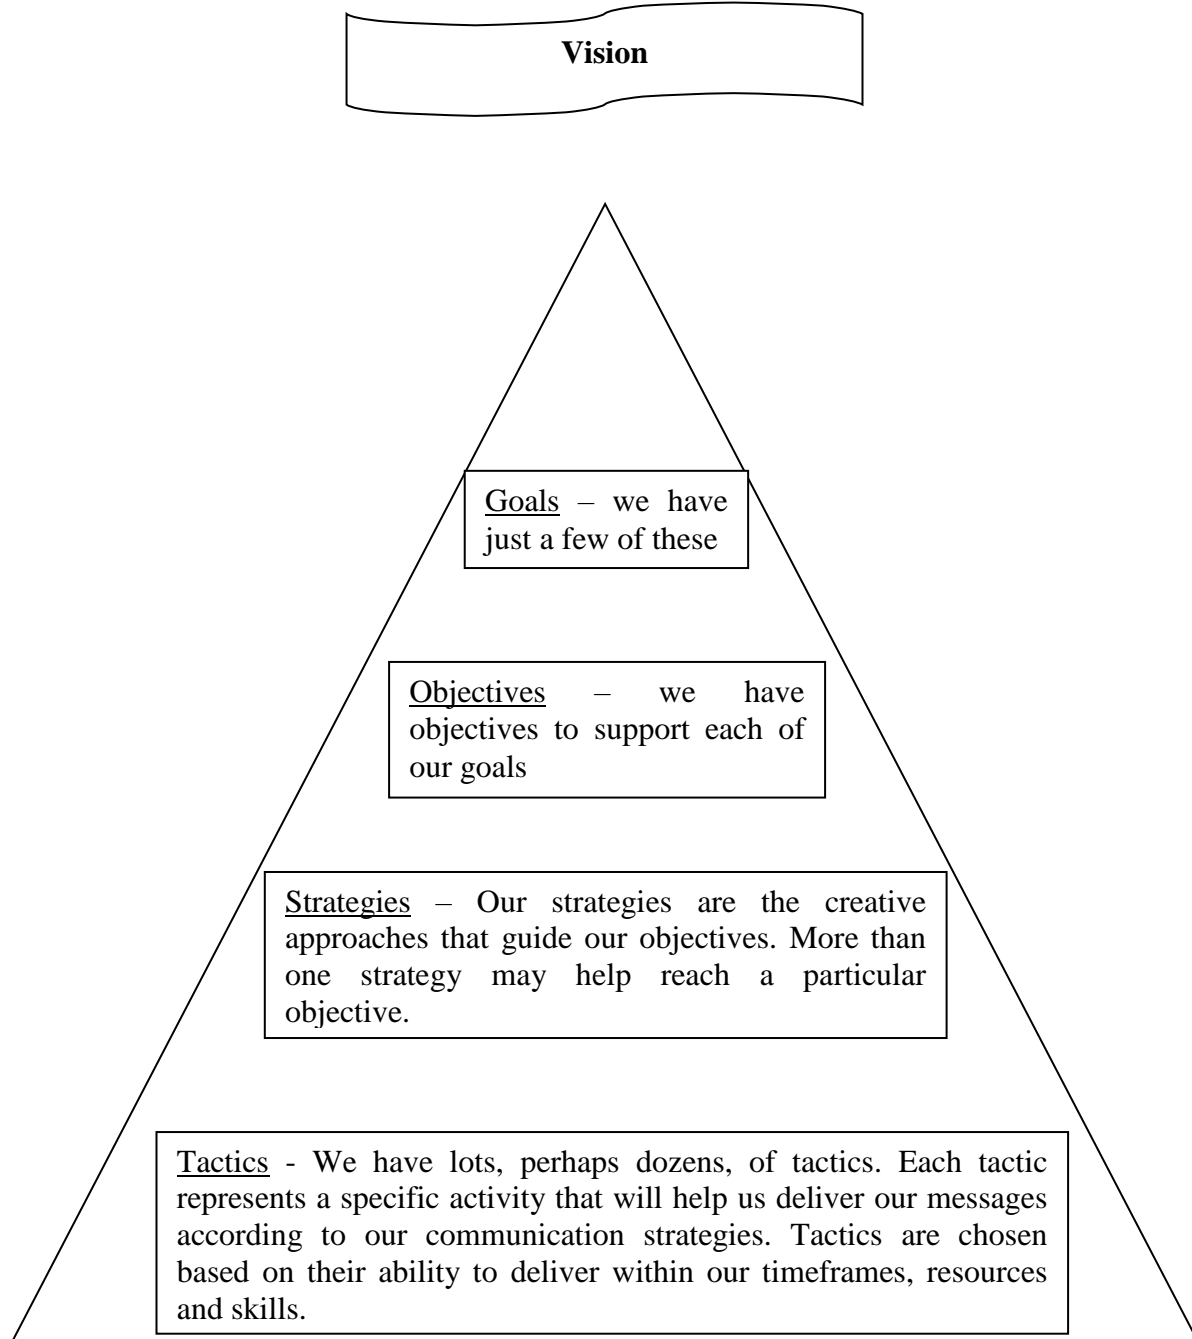 Vision
Goals – we have
just a few of these
Objectives – we have
objectives to support each of
our goals
Strategies – Our strategies are the creative
approaches that guide our objectives. More than
one strategy may help reach a particular
objective.
Tactics - We have lots, perhaps dozens, of tactics. Each tactic
represents a specific activity that will help us deliver our messages
according to our communication strategies. Tactics are chosen
based on their ability to deliver within our timeframes, resources
and skills.